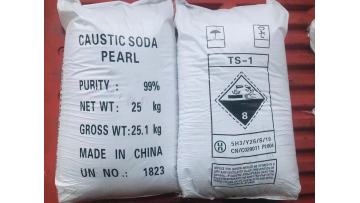 CAUSTIC SODA
PEARL
PURITY: 99%
NET WT: 25 kg
GROSS WT: 25.1 kg
MADE IN CHINA
UN NO.: 1823
TS-1
8